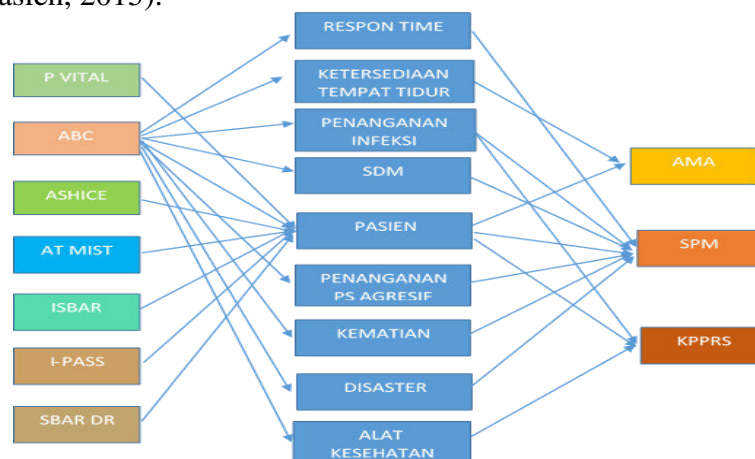 2015).
RESPON TIME
P VITAL
KETERSEDIAAN
TEMPAT TIDUR
ABC
PENANGANAN
INFEKSI
AMA
SDM
ASHICE
PASIEN
SPM
AT MIST
PENANGANAN
PS AGRESIF
ISBAR
KEMATIAN
KPPRS
I-PASS
DISASTER
SBAR DR
ALAT
KESEHATAN